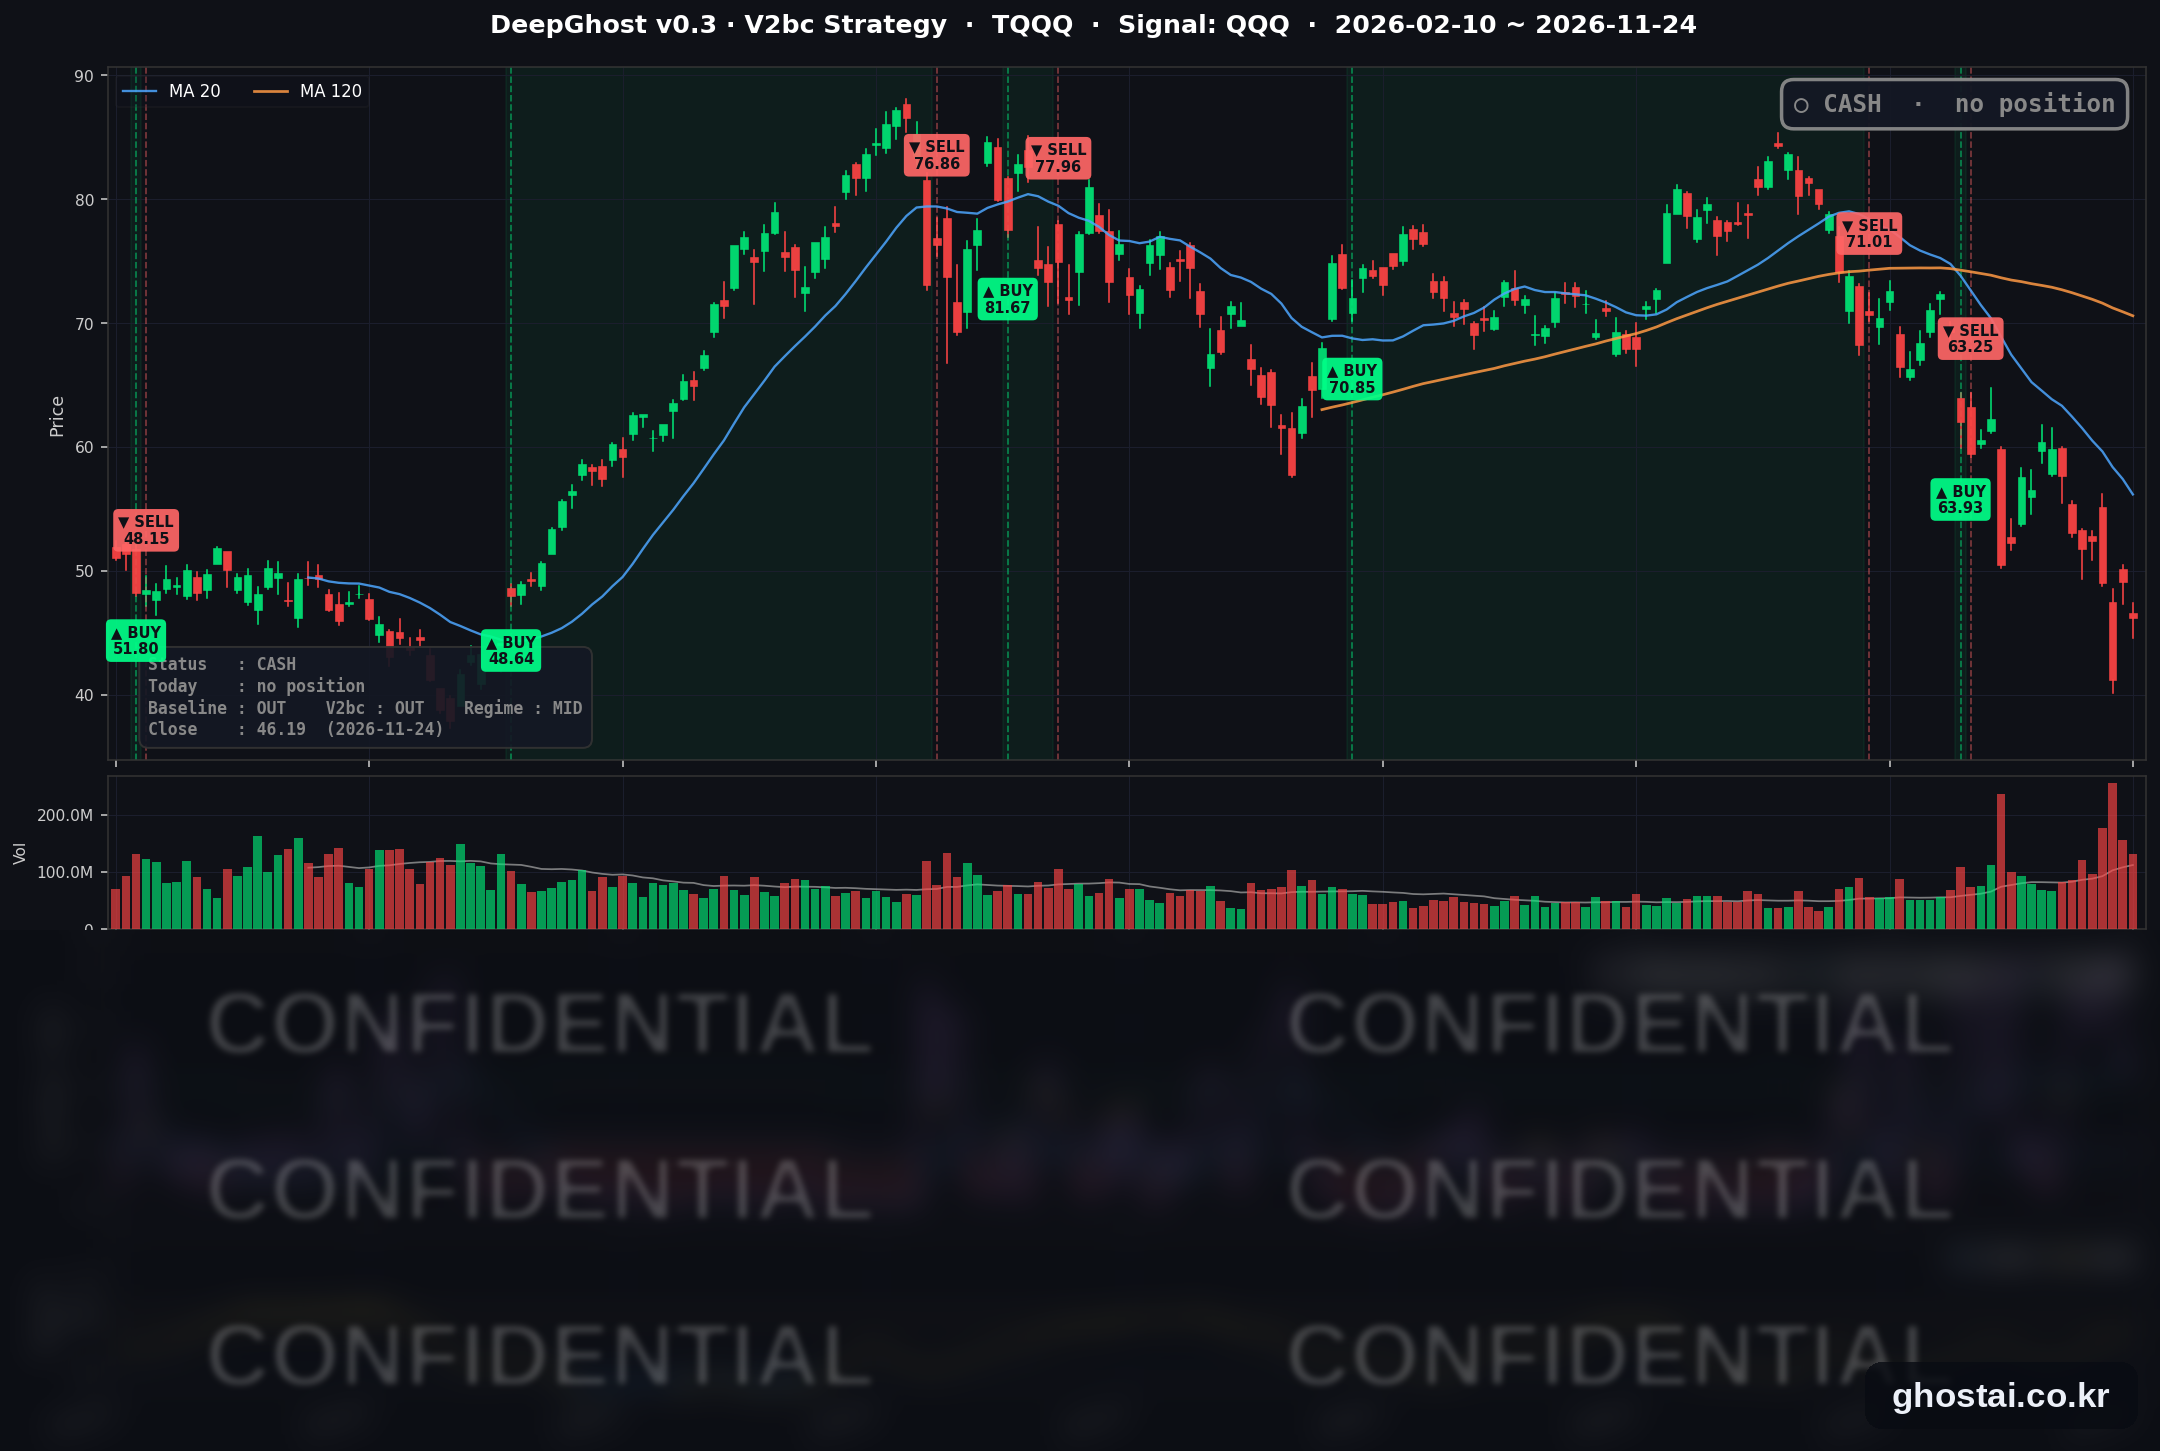 DeepGhost v0.3 · V2bc Strategy · TQQQ · Signal: QQQ · 2026-02-10 ~ 2026-11-24
MA 20 MA 120
○ CASH · no position
90
80
70
60
50
40
Price
▼ SELL
48.15
▲ BUY
51.80
▲ BUY
48.64
▼ SELL
76.86
▲ BUY
81.67
▼ SELL
77.96
▲ BUY
70.85
▼ SELL
71.01
▲ BUY
63.93
▼ SELL
63.25
Status : CASH
Today : no position
Baseline : OUT V2bc : OUT Regime : MID
Close : 46.19 (2026-11-24)
200.0M
100.0M
0
Vol
CONFIDENTIAL CONFIDENTIAL
CONFIDENTIAL CONFIDENTIAL
CONFIDENTIAL CONFIDENTIAL
ghostai.co.kr